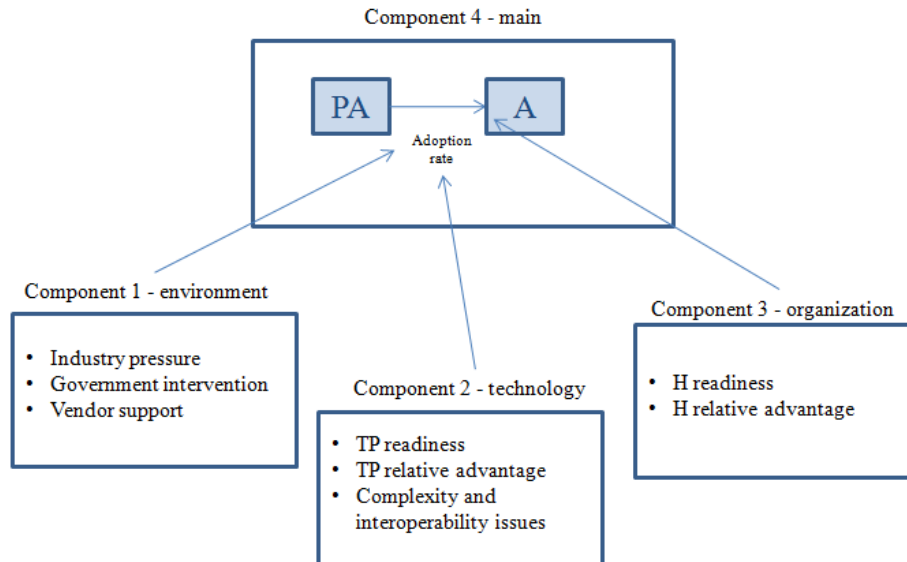 Component 4 - main
PA
A
Adoption
rate
Component 1 - environment
• Industry pressure
• Government intervention
• Vendor support
Component 2 - technology
• TP readiness
• TP relative advantage
• Complexity and
interoperability issues
Component 3 - organization
• H readiness
• H relative advantage